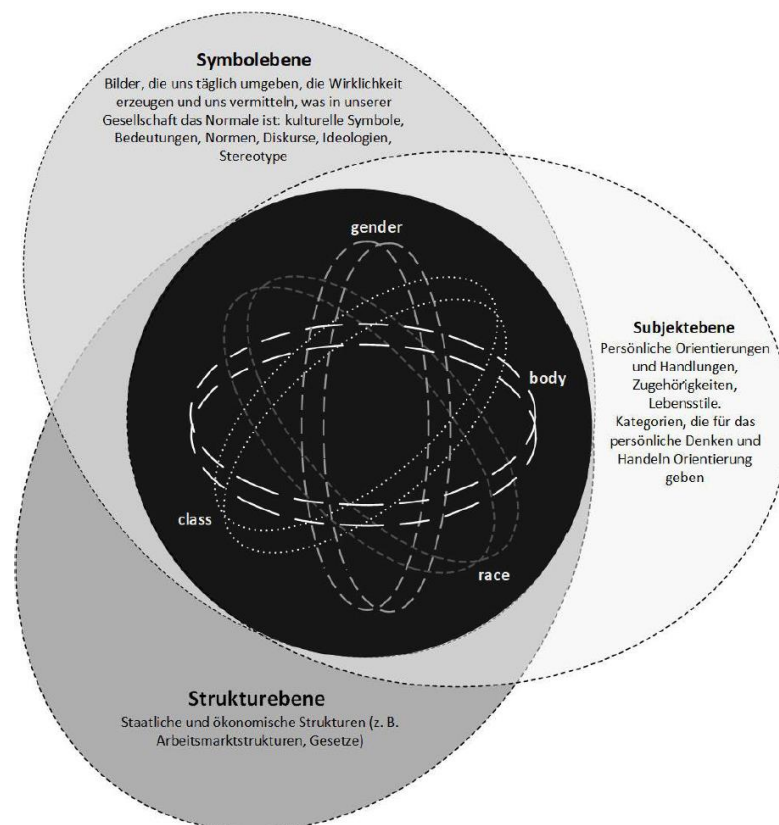 Symbolebene
Bilder, die uns täglich umgeben, die Wirklichkeit
erzeugen und uns vermitteln, was in unserer
Gesellschaft das Normale ist: kulturelle Symbole,
Bedeutungen, Normen, Diskurse, Ideologien,
Stereotype
gender
Subjektebene
Persönliche Orientierungen
und Handlungen,
Zugehörigkeiten,
Lebensstile.
Kategorien, die für das
persönliche Denken und
Handeln Orientierung
geben
body
class
race
Strukturebene
Staatliche und ökonomische Strukturen (z. B.
Arbeitsmarktstrukturen, Gesetze)